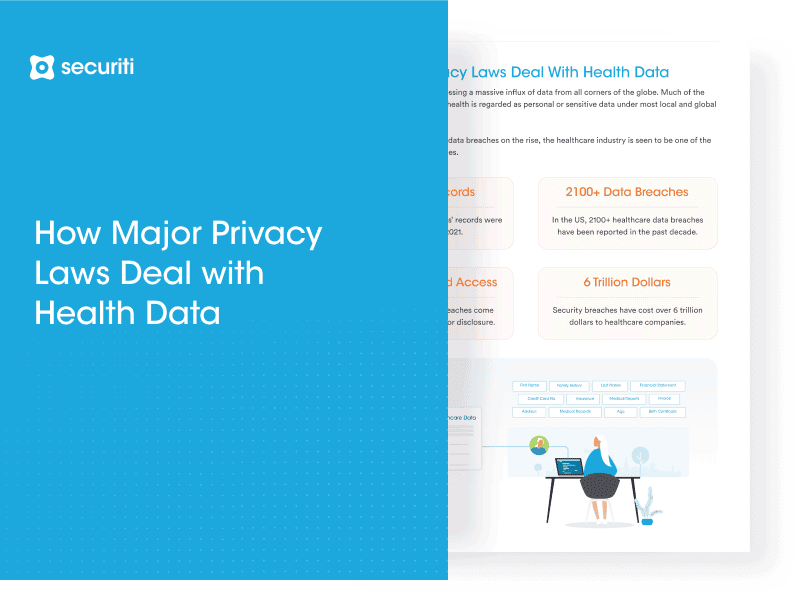 securiti
How Major Privacy
Laws Deal with
Health Data
acy Laws Deal With Health Data
essing a massive influx of data from all corners of the globe. Much of the
health is regarded as personal or sensitive data under most local and global
data breaches on the rise, the healthcare industry is seen to be one of the
es.
cords
s' records were
2021.
2100+ Data Breaches
In the US, 2100+ healthcare data breaches
have been reported in the past decade.
d Access
eaches come
or disclosure.
6 Trillion Dollars
Security breaches have cost over 6 trillion
dollars to healthcare companies.
First Name
Family History
Last Names
Financial Statement
Credit Card No
Insurance
Medical Reports
Invoice
Address
Medical Records
Age
Birth Certificate
hcare Data